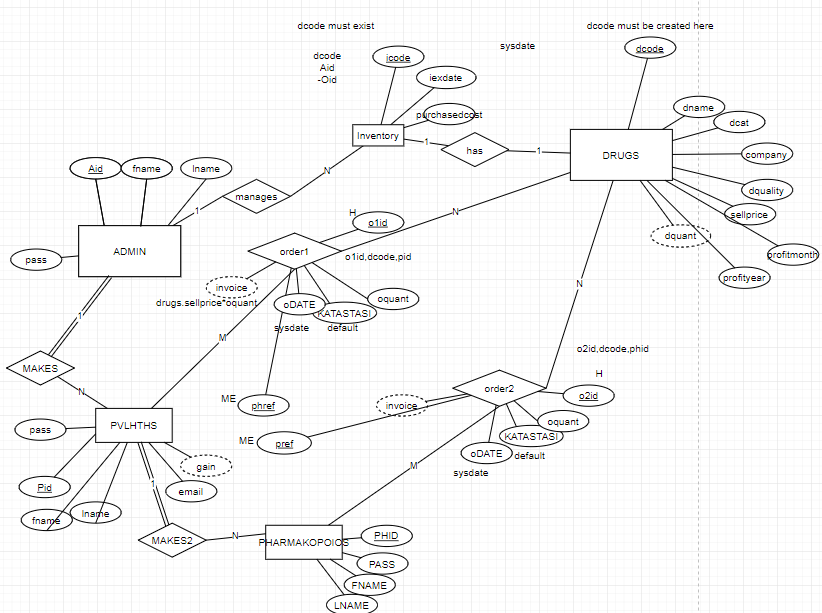 dcode must exist
dcode must be created here
sysdate
dcode
dcode
Aid
-Oid
icode
iexdate
purchasedcost
Inventory
1
has
1
DRUGS
dname
dcat
company
dquality
sellprice
dquant
profitmonth
profityear
Aid
fname
lname
manages
1
N
ADMIN
pass
H
o1id
N
order1
o1id,dcode,pid
invoice
drugs.sellprice*oquant
oDATE
oquant
KATASTASI
sysdate
default
N
1
M
MAKES
N
o2id,dcode,phid
H
order2
o2id
ME
phref
invoice
oquant
KATASTASI
default
oDATE
sysdate
ME
pref
PVLHTHS
pass
gain
M
1
email
Pid
lname
fname
MAKES2
N
PHARMAKOPOIOS
PHID
PASS
FNAME
LNAME